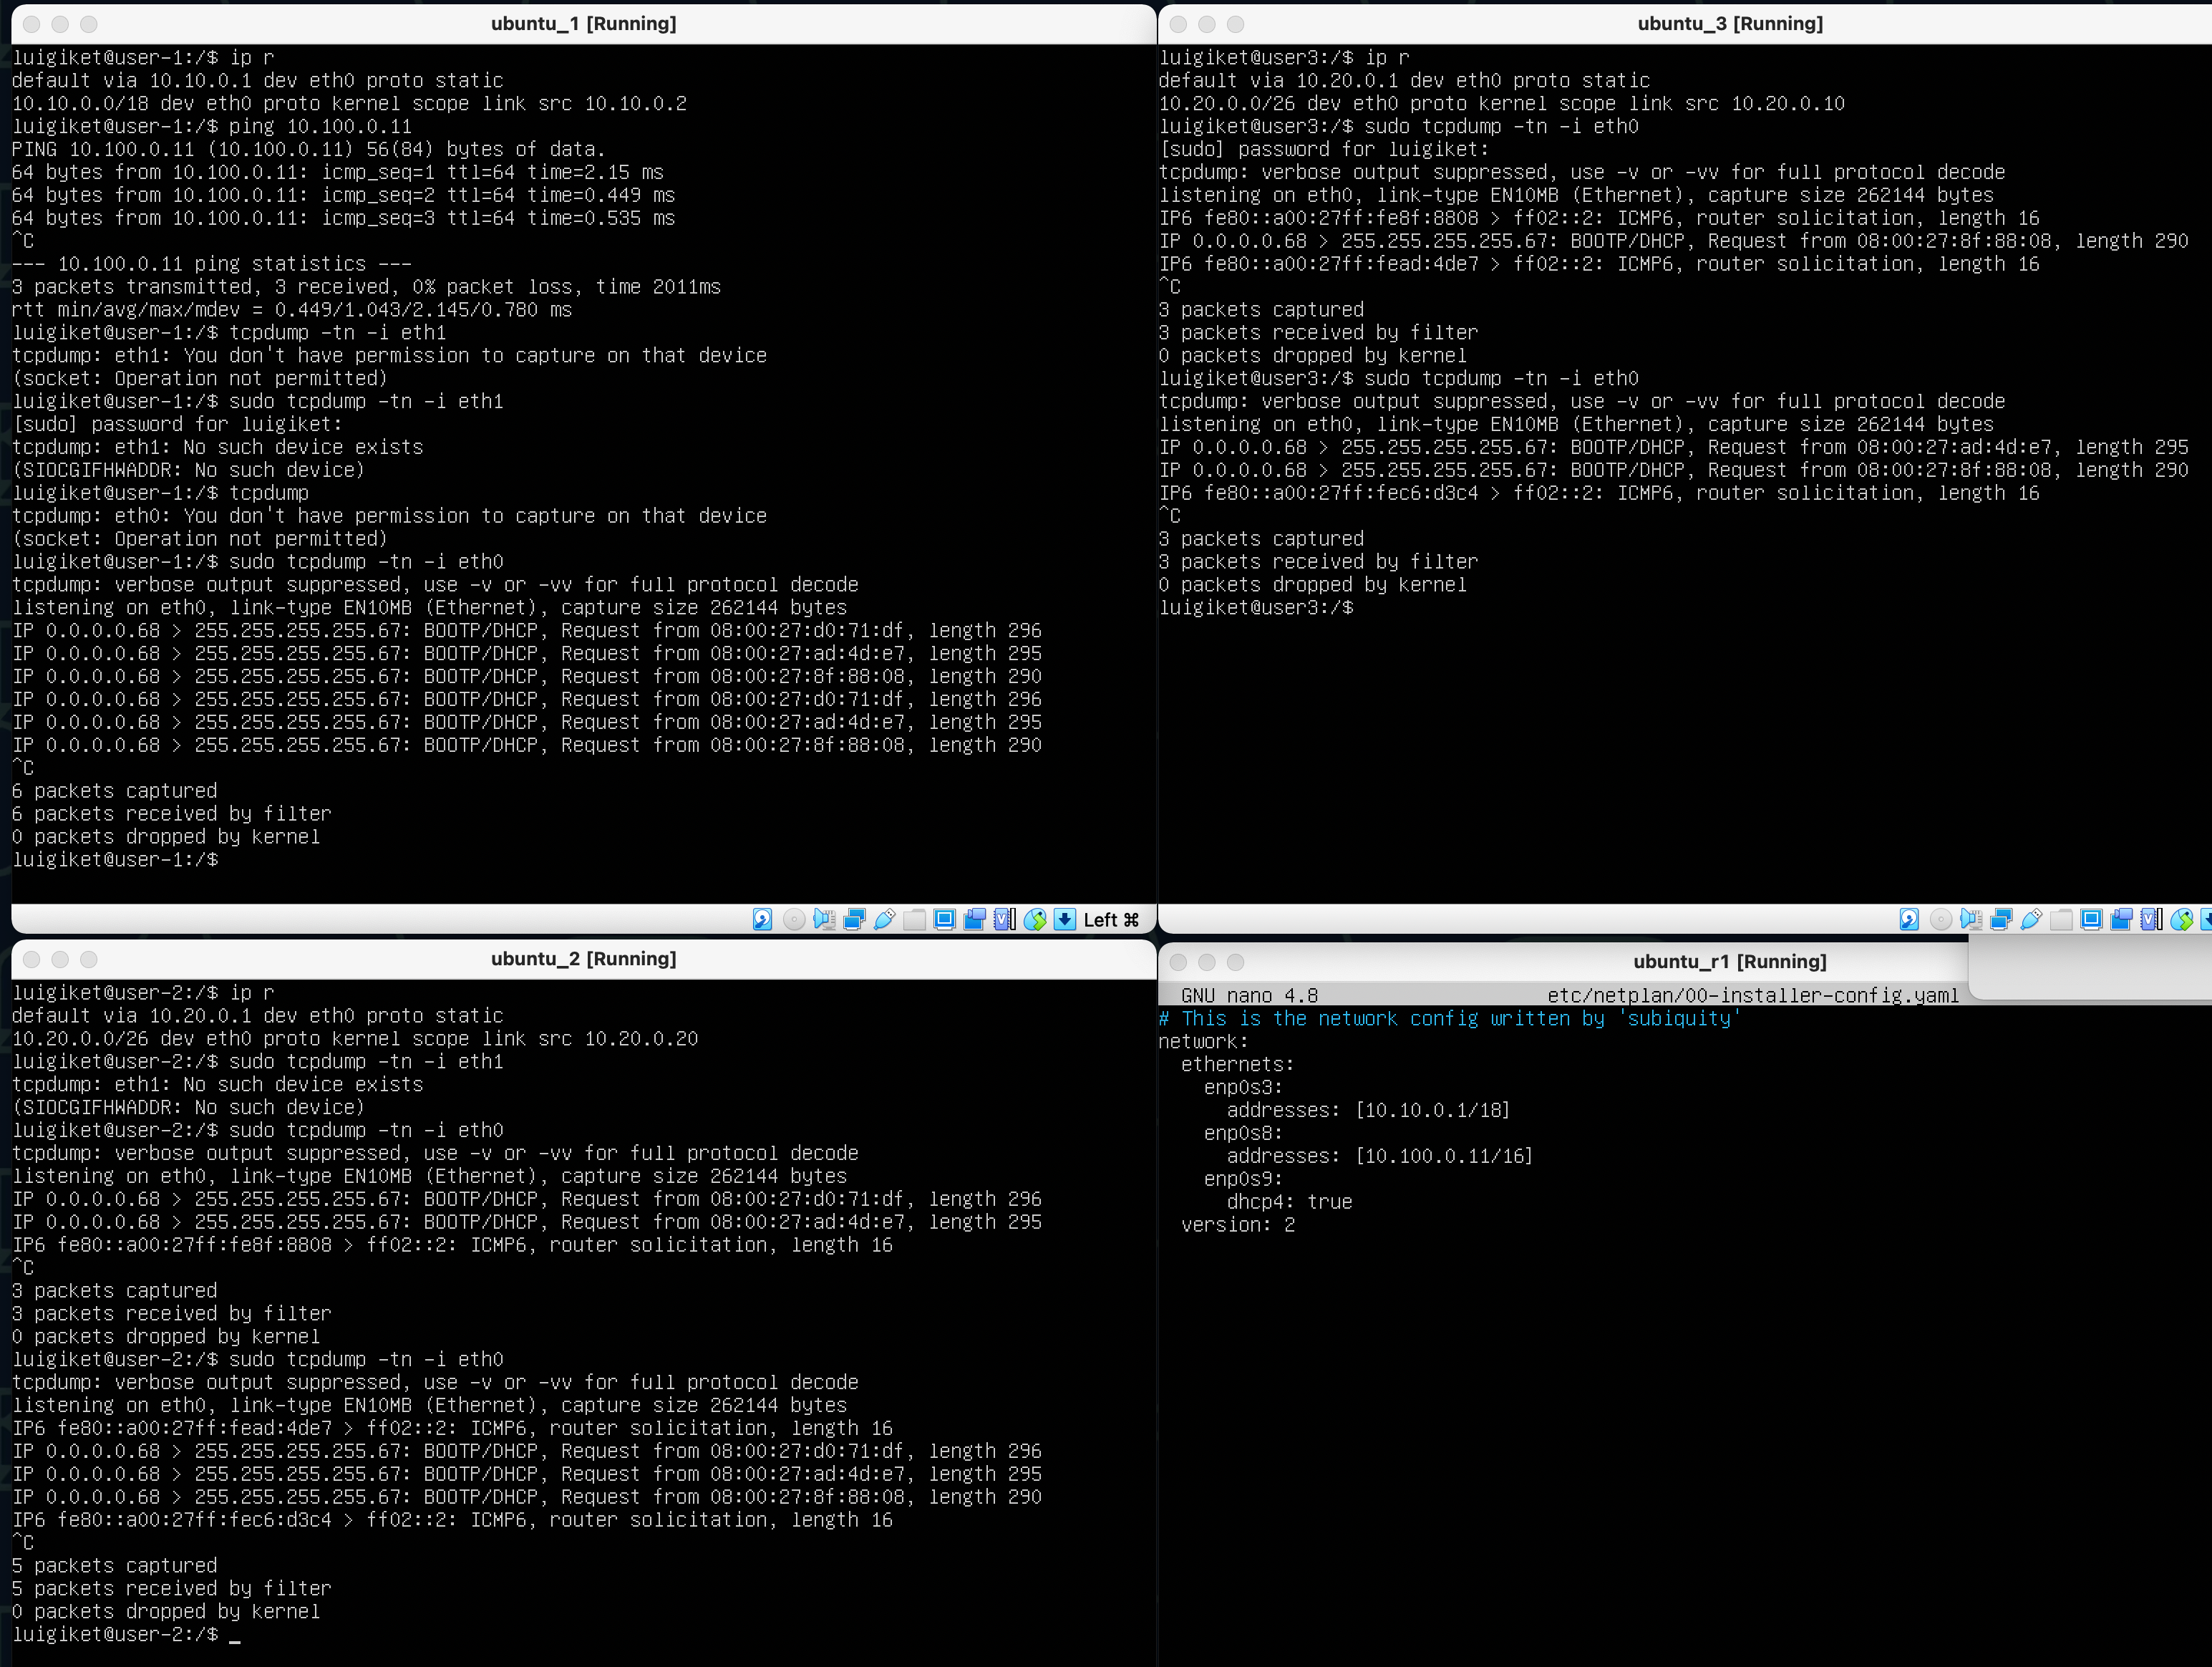 ubuntu_1 [Running]
luigiket@user-1:/$ ip r
default via 10.10.0.1 dev eth0 proto static
10.10.0.0/18 dev eth0 proto kernel scope link src 10.10.0.2
luigiket@user-1:/$ ping 10.100.0.11
PING 10.100.0.11 (10.100.0.11) 56(84) bytes of data.
64 bytes from 10.100.0.11: icmp_seq=1 ttl=64 time=2.15 ms
64 bytes from 10.100.0.11: icmp_seq=2 ttl=64 time=0.449 ms
64 bytes from 10.100.0.11: icmp_seq=3 ttl=64 time=0.535 ms
^C
--- 10.100.0.11 ping statistics ---
3 packets transmitted, 3 received, 0% packet loss, time 2011ms
rtt min/avg/max/mdev = 0.449/1.043/2.145/0.780 ms
luigiket@user-1:/$ tcpdump -tn -i eth1
tcpdump: eth1: You don't have permission to capture on that device
(socket: Operation not permitted)
luigiket@user-1:/$ sudo tcpdump -tn -i eth1
[sudo] password for luigiket:
tcpdump: eth1: No such device exists
(SIOCGIFHWADDR: No such device)
luigiket@user-1:/$ tcpdump
tcpdump: eth0: You don't have permission to capture on that device
(socket: Operation not permitted)
luigiket@user-1:/$ sudo tcpdump -tn -i eth0
tcpdump: verbose output suppressed, use -v or -vv for full protocol decode
listening on eth0, link-type EN10MB (Ethernet), capture size 262144 bytes
IP 0.0.0.0.68 > 255.255.255.255.67: BOOTP/DHCP, Request from 08:00:27:d0:71:df, length 296
IP 0.0.0.0.68 > 255.255.255.255.67: BOOTP/DHCP, Request from 08:00:27:ad:4d:e7, length 295
IP 0.0.0.0.68 > 255.255.255.255.67: BOOTP/DHCP, Request from 08:00:27:8f:88:08, length 290
IP 0.0.0.0.68 > 255.255.255.255.67: BOOTP/DHCP, Request from 08:00:27:d0:71:df, length 296
IP 0.0.0.0.68 > 255.255.255.255.67: BOOTP/DHCP, Request from 08:00:27:ad:4d:e7, length 295
IP 0.0.0.0.68 > 255.255.255.255.67: BOOTP/DHCP, Request from 08:00:27:8f:88:08, length 290
^C
6 packets captured
6 packets received by filter
0 packets dropped by kernel
luigiket@user-1:/$
Left ⌘
ubuntu_3 [Running]
luigiket@user3:/$ ip r
default via 10.20.0.1 dev eth0 proto static
10.20.0.0/26 dev eth0 proto kernel scope link src 10.20.0.10
luigiket@user3:/$ sudo tcpdump -tn -i eth0
[sudo] password for luigiket:
tcpdump: verbose output suppressed, use -v or -vv for full protocol decode
listening on eth0, link-type EN10MB (Ethernet), capture size 262144 bytes
IP6 fe80::a00:27ff:fe8f:8808 > ff02::2: ICMP6, router solicitation, length 16
IP 0.0.0.0.68 > 255.255.255.255.67: BOOTP/DHCP, Request from 08:00:27:8f:88:08, length 290
IP6 fe80::a00:27ff:fead:4de7 > ff02::2: ICMP6, router solicitation, length 16
^C
3 packets captured
3 packets received by filter
0 packets dropped by kernel
luigiket@user3:/$ sudo tcpdump -tn -i eth0
tcpdump: verbose output suppressed, use -v or -vv for full protocol decode
listening on eth0, link-type EN10MB (Ethernet), capture size 262144 bytes
IP 0.0.0.0.68 > 255.255.255.255.67: BOOTP/DHCP, Request from 08:00:27:ad:4d:e7, length 295
IP 0.0.0.0.68 > 255.255.255.255.67: BOOTP/DHCP, Request from 08:00:27:8f:88:08, length 290
IP6 fe80::a00:27ff:fec6:d3c4 > ff02::2: ICMP6, router solicitation, length 16
^C
3 packets captured
3 packets received by filter
0 packets dropped by kernel
luigiket@user3:/$
ubuntu_2 [Running]
luigiket@user-2:/$ ip r
default via 10.20.0.1 dev eth0 proto static
10.20.0.0/26 dev eth0 proto kernel scope link src 10.20.0.20
luigiket@user-2:/$ sudo tcpdump -tn -i eth1
tcpdump: eth1: No such device exists
(SIOCGIFHWADDR: No such device)
luigiket@user-2:/$ sudo tcpdump -tn -i eth0
tcpdump: verbose output suppressed, use -v or -vv for full protocol decode
listening on eth0, link-type EN10MB (Ethernet), capture size 262144 bytes
IP 0.0.0.0.68 > 255.255.255.255.67: BOOTP/DHCP, Request from 08:00:27:d0:71:df, length 296
IP 0.0.0.0.68 > 255.255.255.255.67: BOOTP/DHCP, Request from 08:00:27:ad:4d:e7, length 295
IP6 fe80::a00:27ff:fe8f:8808 > ff02::2: ICMP6, router solicitation, length 16
^C
3 packets captured
3 packets received by filter
0 packets dropped by kernel
luigiket@user-2:/$ sudo tcpdump -tn -i eth0
tcpdump: verbose output suppressed, use -v or -vv for full protocol decode
listening on eth0, link-type EN10MB (Ethernet), capture size 262144 bytes
IP6 fe80::a00:27ff:fead:4de7 > ff02::2: ICMP6, router solicitation, length 16
IP 0.0.0.0.68 > 255.255.255.255.67: BOOTP/DHCP, Request from 08:00:27:d0:71:df, length 296
IP 0.0.0.0.68 > 255.255.255.255.67: BOOTP/DHCP, Request from 08:00:27:ad:4d:e7, length 295
IP 0.0.0.0.68 > 255.255.255.255.67: BOOTP/DHCP, Request from 08:00:27:8f:88:08, length 290
IP6 fe80::a00:27ff:fec6:d3c4 > ff02::2: ICMP6, router solicitation, length 16
^C
5 packets captured
5 packets received by filter
0 packets dropped by kernel
luigiket@user-2:/$ _
ubuntu_r1 [Running]
GNU nano 4.8 etc/netplan/00-installer-config.yaml
# This is the network config written by 'subiquity'
network:
  ethernets:
    enp0s3:
      addresses: [10.10.0.1/18]
    enp0s8:
      addresses: [10.100.0.11/16]
    enp0s9:
      dhcp4: true
  version: 2